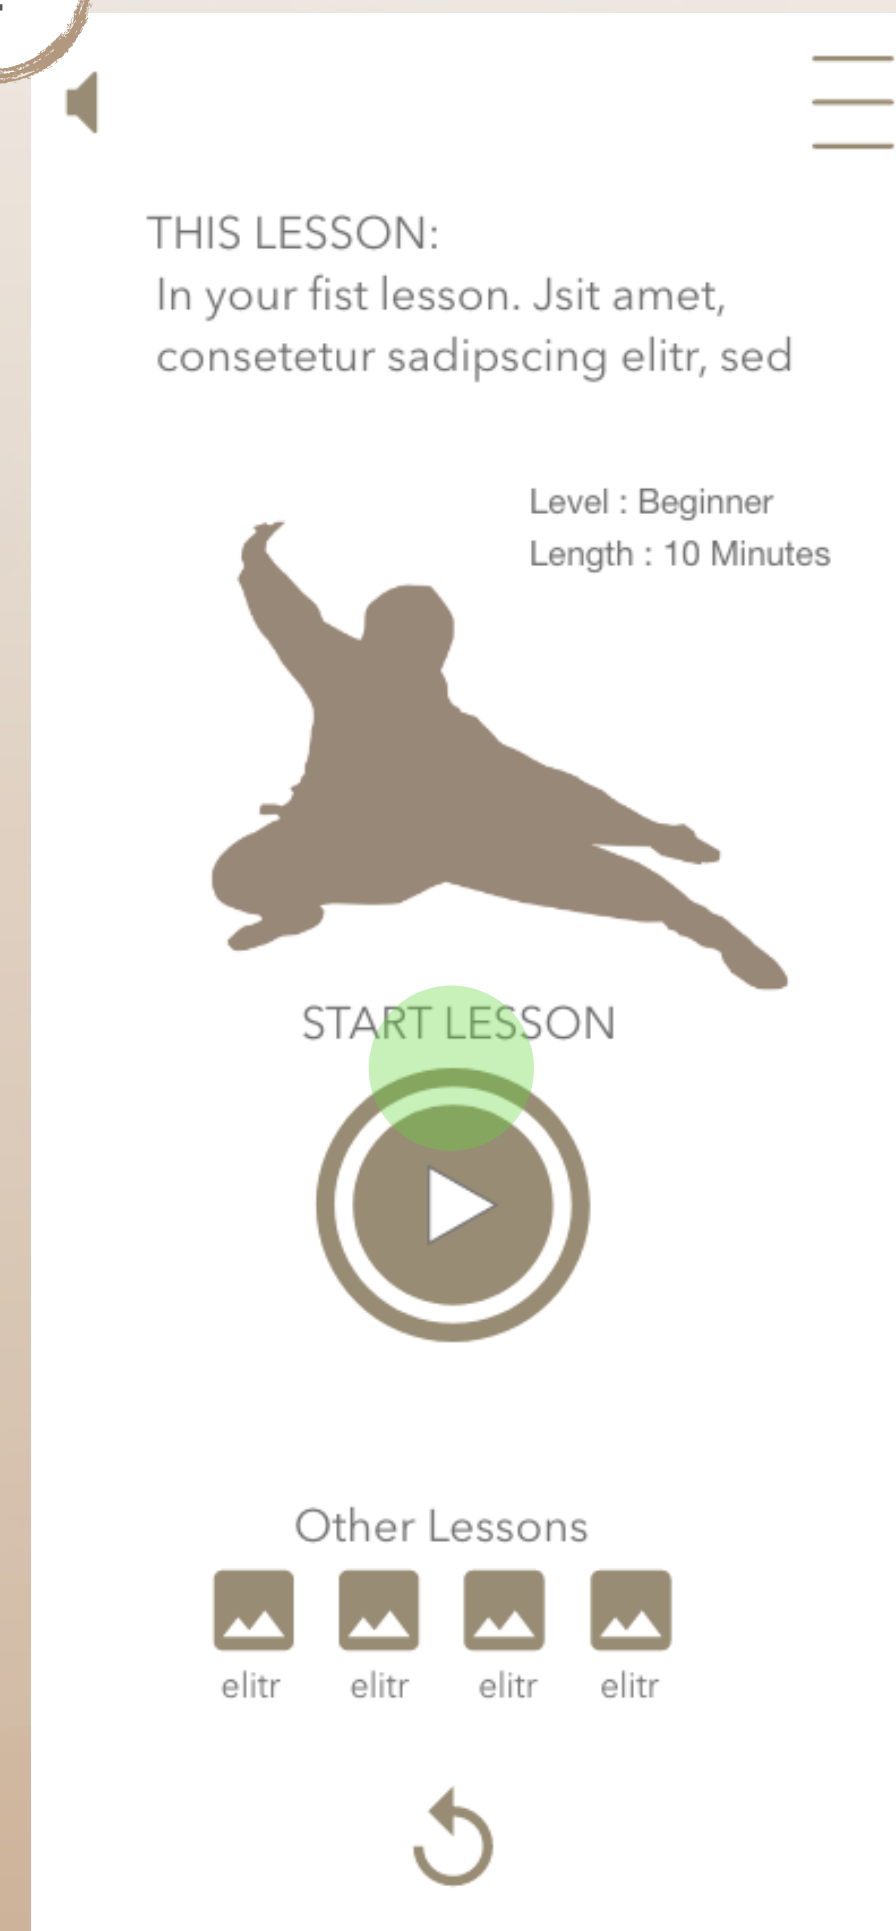 THIS LESSON:
In your fist lesson. Jsit amet,
consetetur sadipscing elitr, sed
Level : Beginner
Length : 10 Minutes
START LESSON
Other Lessons
elitr elitr elitr elitr